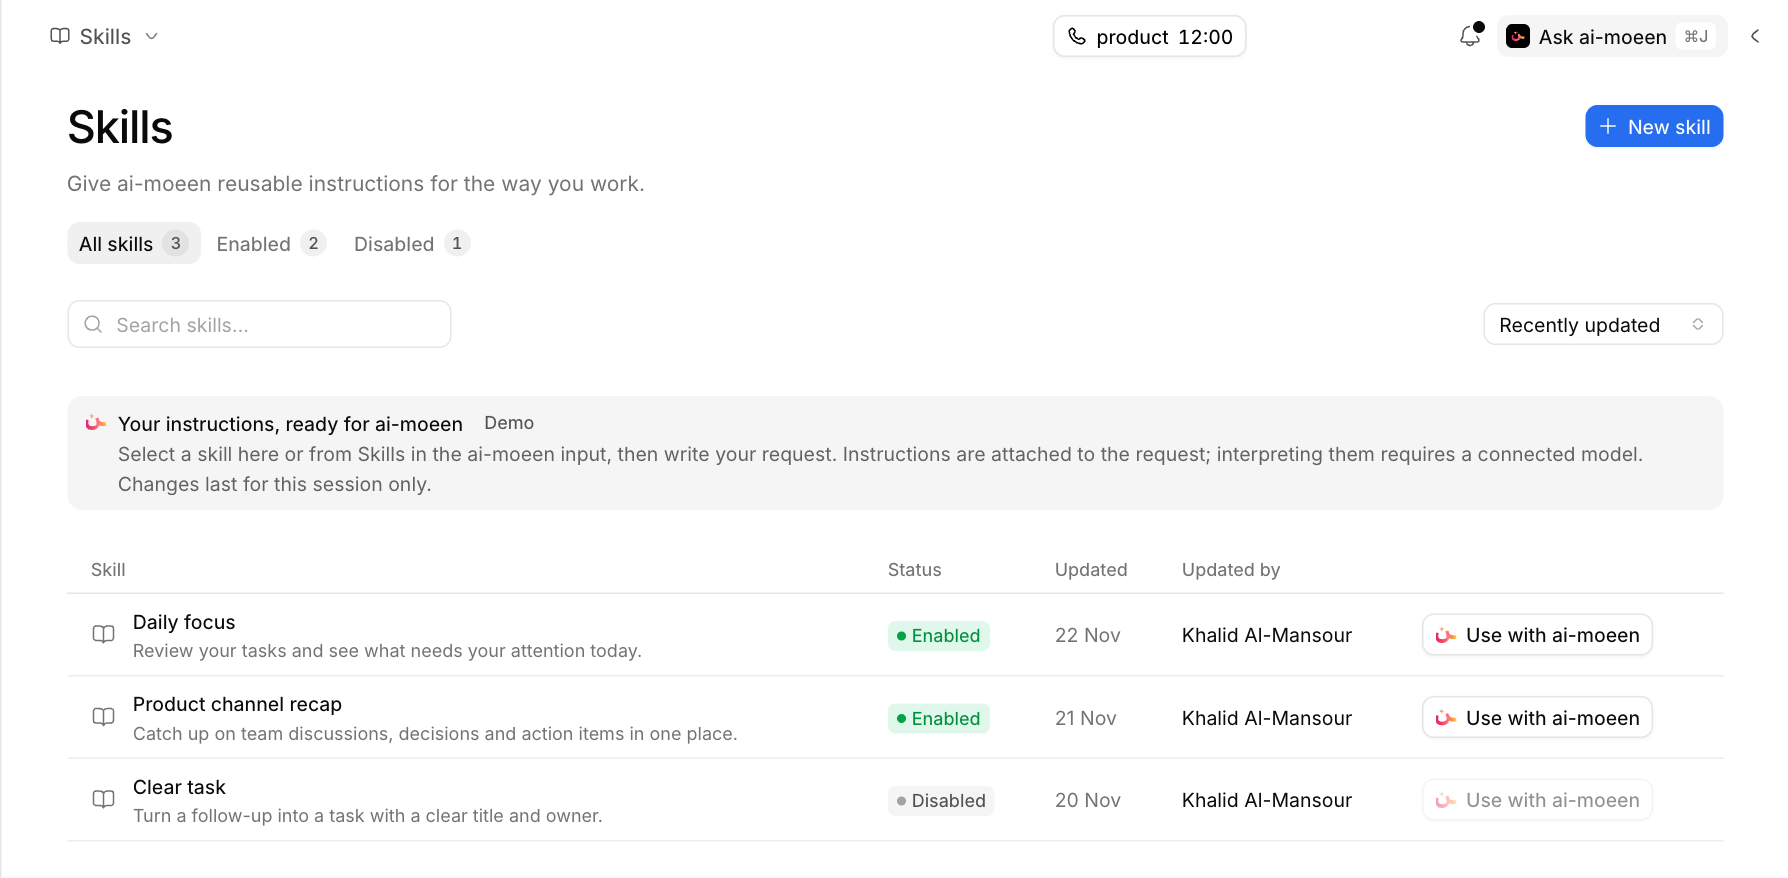 Skills
product 12:00
Ask ai-moeen ⌘J
Skills
New skill
Give ai-moeen reusable instructions for the way you work.
All skills 3 Enabled 2 Disabled 1
Search skills...
Recently updated
Your instructions, ready for ai-moeen Demo
Select a skill here or from Skills in the ai-moeen input, then write your request. Instructions are attached to the request; interpreting them requires a connected model.
Changes last for this session only.
Skill Status Updated Updated by
Daily focus
Review your tasks and see what needs your attention today.
Enabled 22 Nov Khalid Al-Mansour Use with ai-moeen
Product channel recap
Catch up on team discussions, decisions and action items in one place.
Enabled 21 Nov Khalid Al-Mansour Use with ai-moeen
Clear task
Turn a follow-up into a task with a clear title and owner.
Disabled 20 Nov Khalid Al-Mansour Use with ai-moeen